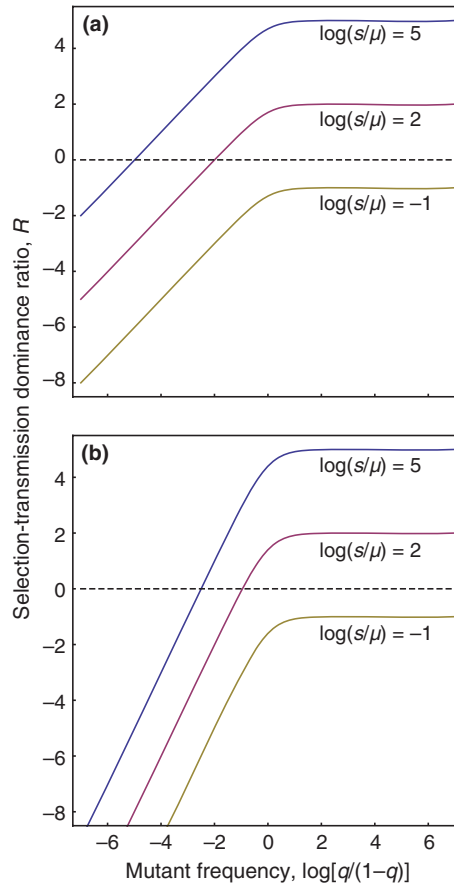 (a)
4
2
0
−2
−4
−6
−8
log(s/μ) = 5
log(s/μ) = 2
log(s/μ) = −1
Selection-transmission dominance ratio, R
(b)
4
2
0
−2
−4
−6
−8
log(s/μ) = 5
log(s/μ) = 2
log(s/μ) = −1
−6 −4 −2 0 2 4 6
Mutant frequency, log[q/(1−q)]